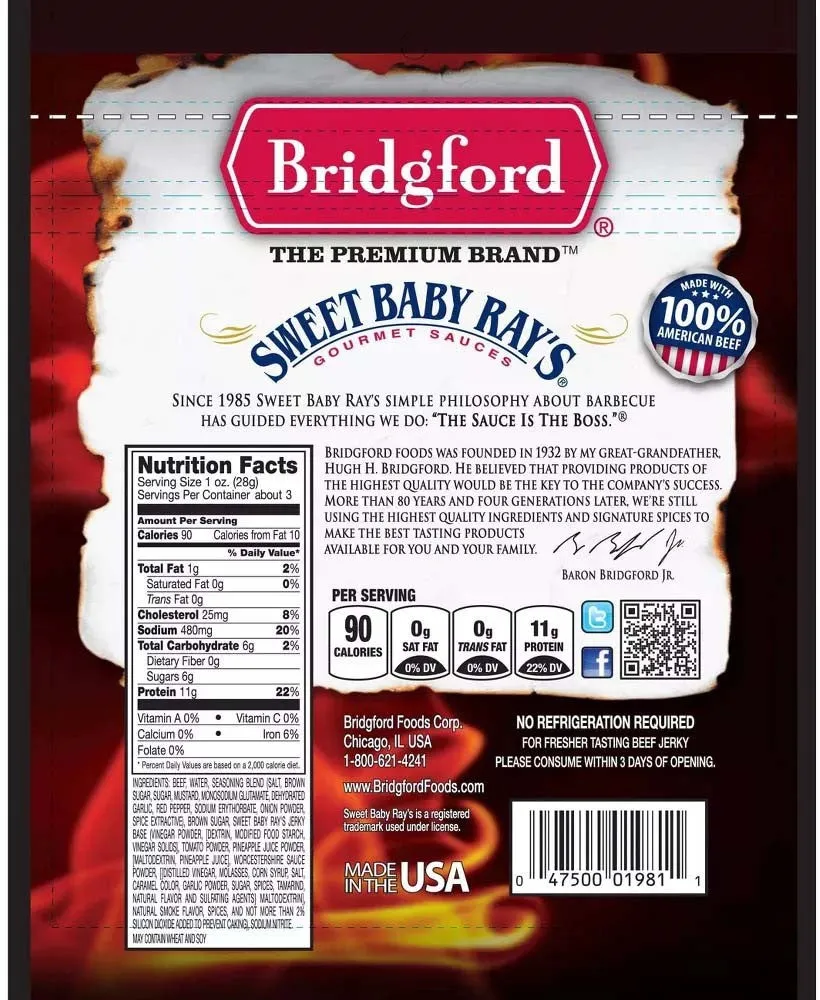 Bridgford
®
THE PREMIUM BRAND™
SWEET BABY RAY'S®
GOURMET SAUCES
MADE WITH
100%
AMERICAN BEEF
SINCE 1985 SWEET BABY RAY'S SIMPLE PHILOSOPHY ABOUT BARBECUE
HAS GUIDED EVERYTHING WE DO: "THE SAUCE IS THE BOSS."®
BRIDGFORD FOODS WAS FOUNDED IN 1932 BY MY GREAT-GRANDFATHER,
HUGH H. BRIDGFORD. HE BELIEVED THAT PROVIDING PRODUCTS OF
THE HIGHEST QUALITY WOULD BE THE KEY TO THE COMPANY'S SUCCESS.
MORE THAN 80 YEARS AND FOUR GENERATIONS LATER, WE'RE STILL
USING THE HIGHEST QUALITY INGREDIENTS AND SIGNATURE SPICES TO
MAKE THE BEST TASTING PRODUCTS
AVAILABLE FOR YOU AND YOUR FAMILY.
BARON BRIDGFORD JR.
Nutrition Facts
Serving Size 1 oz. (28g)
Servings Per Container about 3
Amount Per Serving
Calories 90 Calories from Fat 10
% Daily Value*
Total Fat 1g 2%
Saturated Fat 0g 0%
Trans Fat 0g
Cholesterol 25mg 8%
Sodium 480mg 20%
Total Carbohydrate 6g 2%
Dietary Fiber 0g
Sugars 6g
Protein 11g 22%
Vitamin A 0% • Vitamin C 0%
Calcium 0% • Iron 6%
Folate 0%
* Percent Daily Values are based on a 2,000 calorie diet.
INGREDIENTS: BEEF, WATER, SEASONING BLEND (SALT, BROWN
SUGAR, SUGAR, MUSTARD, MONOSODIUM GLUTAMATE, DEHYDRATED
GARLIC, RED PEPPER, SODIUM ERYTHORBATE, ONION POWDER,
SPICE EXTRACTIVE), BROWN SUGAR, SWEET BABY RAY'S JERKY
BASE (VINEGAR POWDER, [DEXTRIN, MODIFIED FOOD STARCH,
VINEGAR SOLIDS], TOMATO POWDER, PINEAPPLE JUICE POWDER,
[MALTODEXTRIN, PINEAPPLE JUICE], WORCESTERSHIRE SAUCE
POWDER, [(DISTILLED VINEGAR, MOLASSES, CORN SYRUP, SALT,
CARAMEL COLOR, GARLIC POWDER, SUGAR, SPICES, TAMARIND,
NATURAL FLAVOR AND SULFITING AGENTS) MALTODEXTRIN],
NATURAL SMOKE FLAVOR, SPICES, AND NOT MORE THAN 2%
SILICON DIOXIDE ADDED TO PREVENT CAKING), SODIUM NITRITE.
MAY CONTAIN WHEAT AND SOY
PER SERVING
90 CALORIES
0g SAT FAT 0% DV
0g TRANS FAT 0% DV
11g PROTEIN 22% DV
Bridgford Foods Corp.
Chicago, IL USA
1-800-621-4241
www.BridgfordFoods.com
Sweet Baby Ray's is a registered
trademark used under license.
MADE IN THE USA
NO REFRIGERATION REQUIRED
FOR FRESHER TASTING BEEF JERKY
PLEASE CONSUME WITHIN 3 DAYS OF OPENING.
0 47500 01981 1